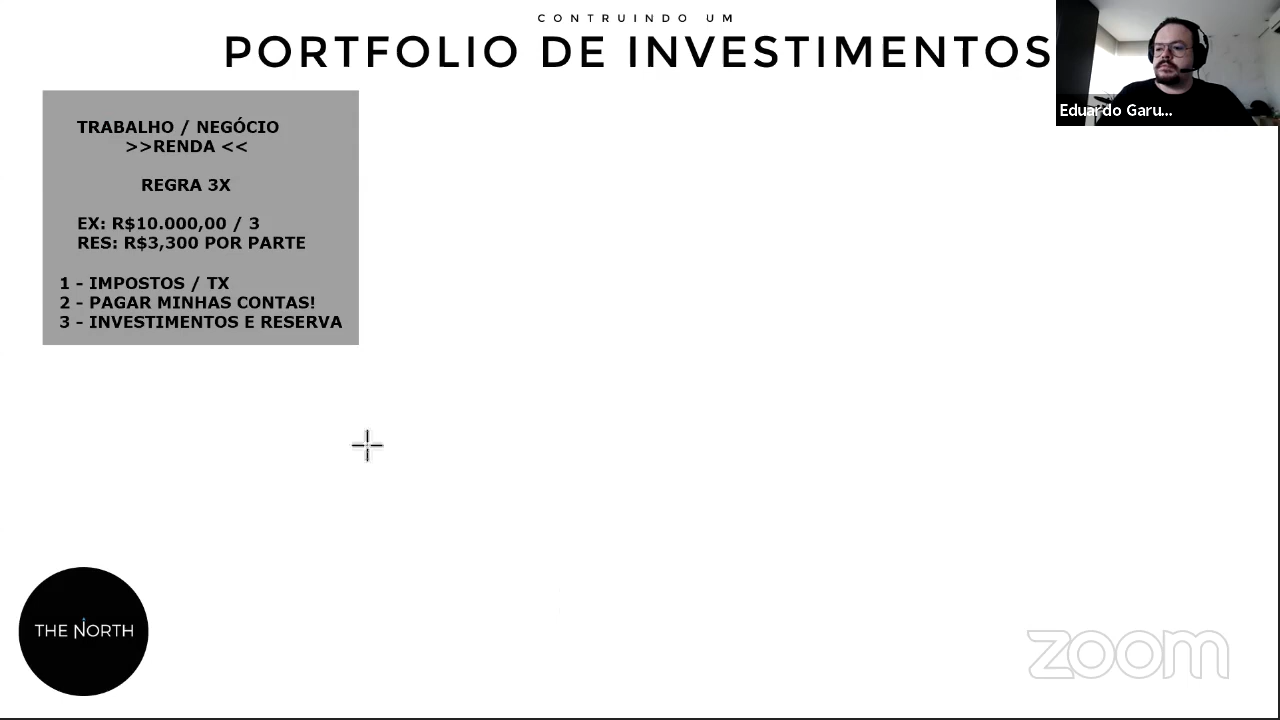 CONTRUINDO UM
PORTFOLIO DE INVESTIMENTOS
Eduardo Garu...
TRABALHO / NEGÓCIO
>>RENDA <<
REGRA 3X
EX: R$10.000,00 / 3
RES: R$3,300 POR PARTE
1 - IMPOSTOS / TX
2 - PAGAR MINHAS CONTAS!
3 - INVESTIMENTOS E RESERVA
THE NORTH
zoom